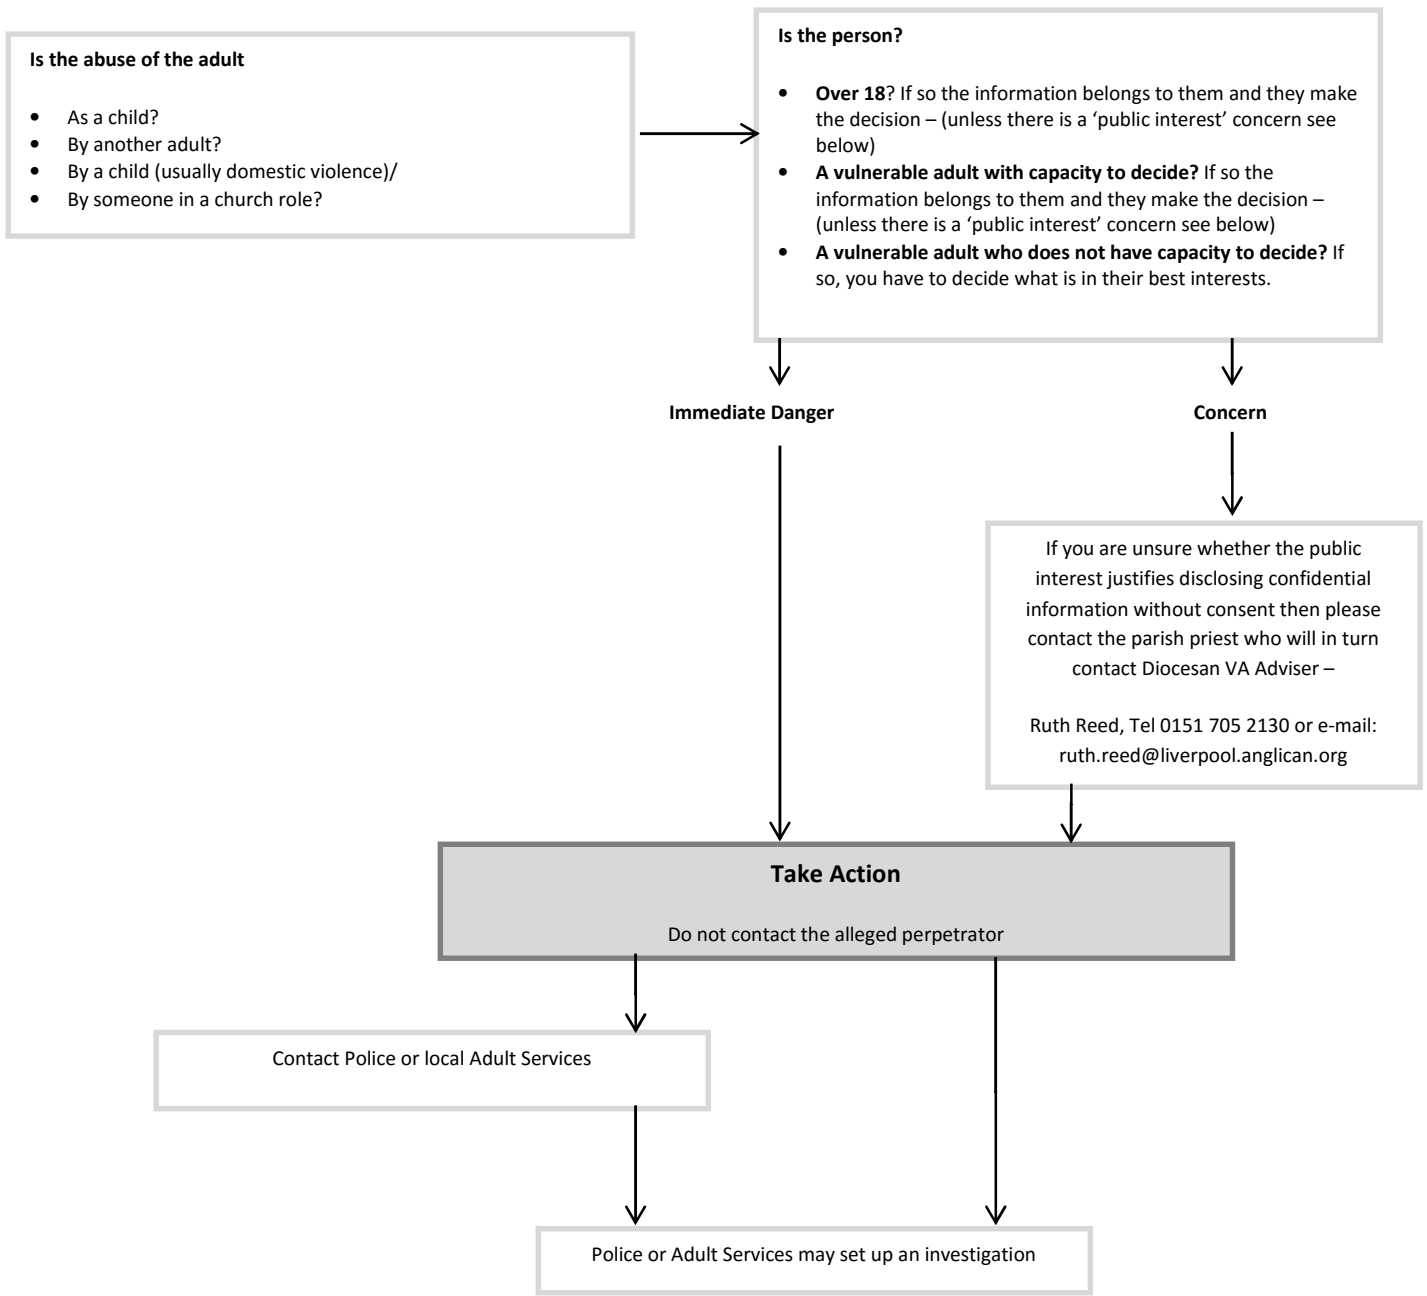 Is the abuse of the adult
• As a child?
• By another adult?
• By a child (usually domestic violence)/
• By someone in a church role?
Is the person?
• Over 18? If so the information belongs to them and they make
the decision – (unless there is a ‘public interest’ concern see
below)
• A vulnerable adult with capacity to decide? If so the
information belongs to them and they make the decision –
(unless there is a ‘public interest’ concern see below)
• A vulnerable adult who does not have capacity to decide? If
so, you have to decide what is in their best interests.
Immediate Danger
Concern
If you are unsure whether the public
interest justifies disclosing confidential
information without consent then please
contact the parish priest who will in turn
contact Diocesan VA Adviser –
Ruth Reed, Tel 0151 705 2130 or e-mail:
ruth.reed@liverpool.anglican.org
Take Action
Do not contact the alleged perpetrator
Contact Police or local Adult Services
Police or Adult Services may set up an investigation